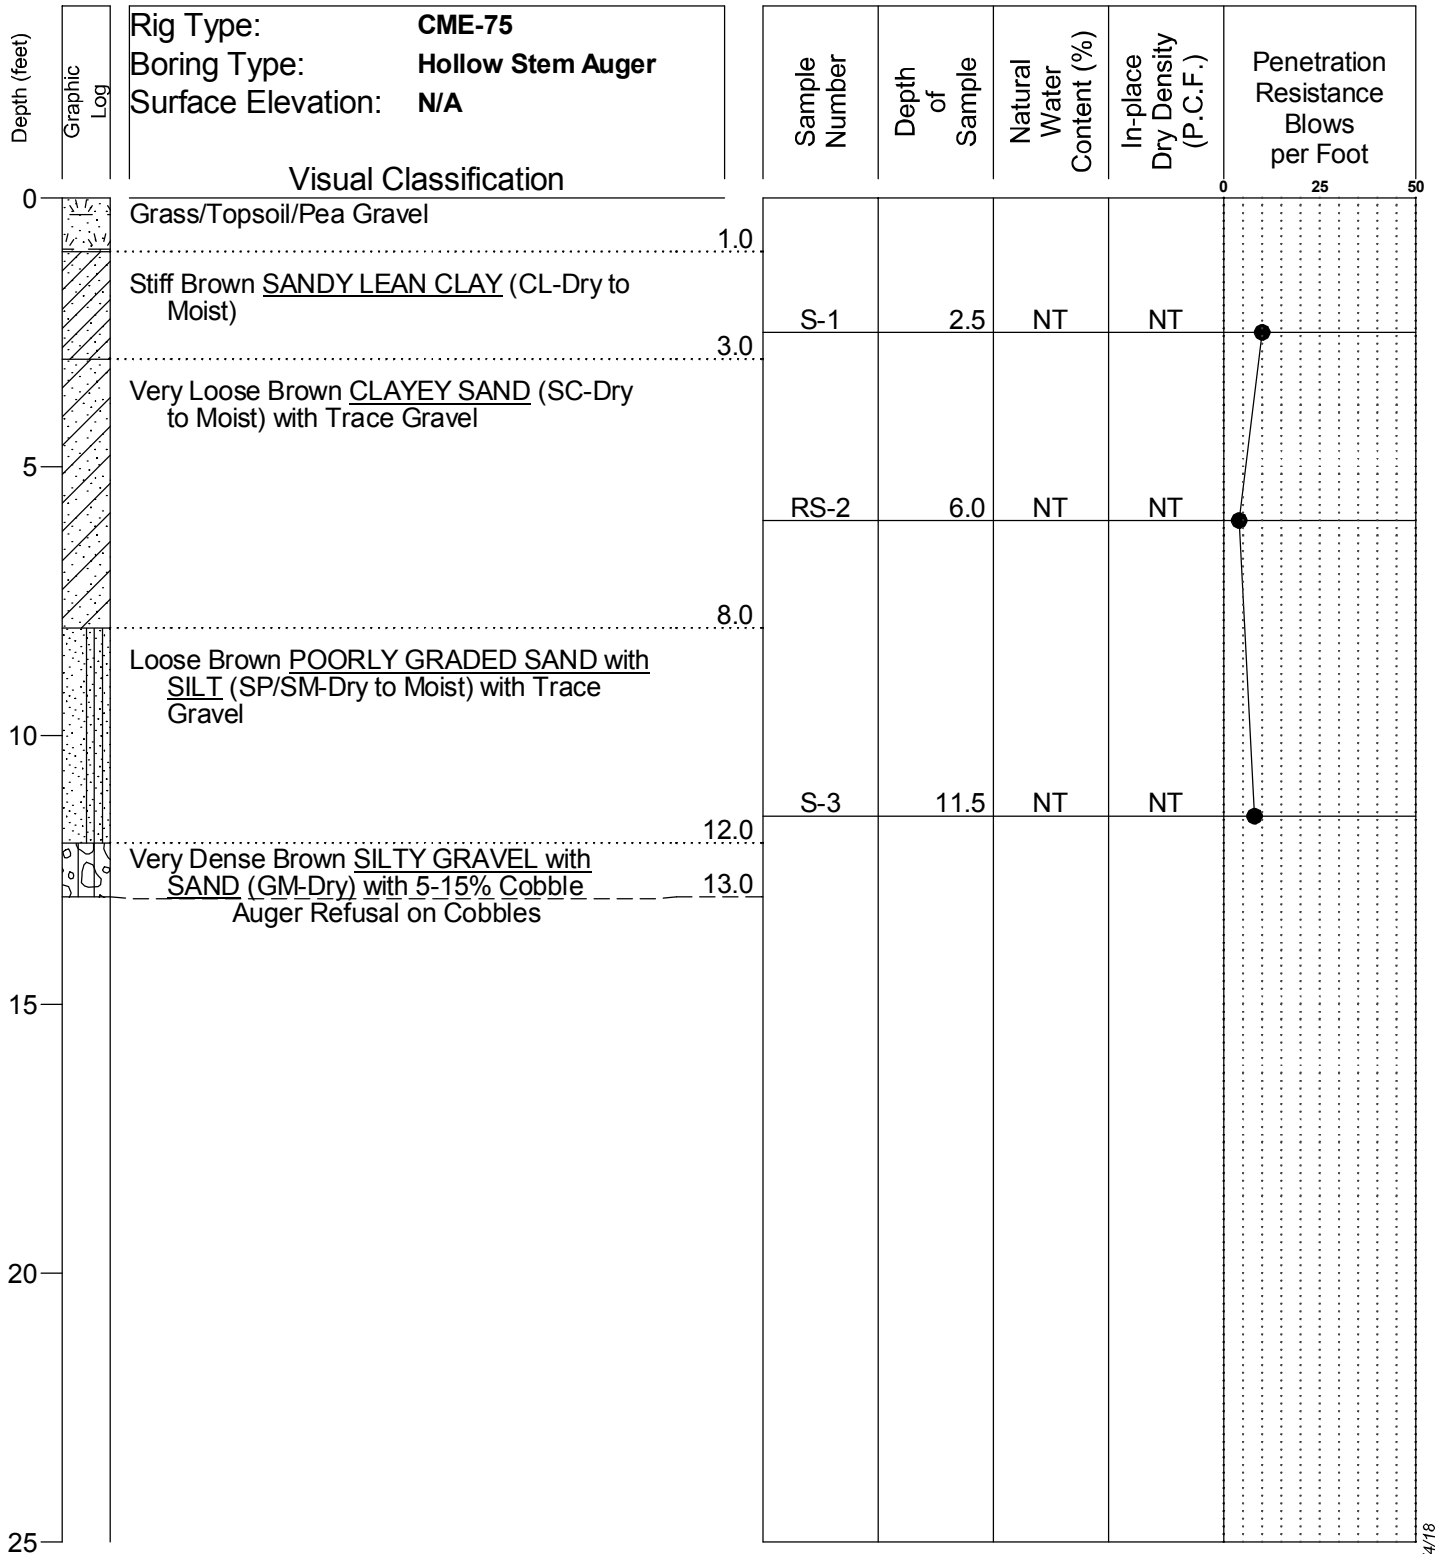 Depth (feet)
Graphic
Log
Rig Type: CME-75
Boring Type: Hollow Stem Auger
Surface Elevation: N/A
Visual Classification
Sample
Number
Depth
of
Sample
Natural
Water
Content (%)
In-place
Dry Density
(P.C.F.)
Penetration
Resistance
Blows
per Foot
0 25 50
0
Grass/Topsoil/Pea Gravel
1.0
Stiff Brown SANDY LEAN CLAY (CL-Dry to
Moist)
S-1 2.5 NT NT
3.0
Very Loose Brown CLAYEY SAND (SC-Dry
to Moist) with Trace Gravel
5
RS-2 6.0 NT NT
8.0
Loose Brown POORLY GRADED SAND with
SILT (SP/SM-Dry to Moist) with Trace
Gravel
10
S-3 11.5 NT NT
12.0
Very Dense Brown SILTY GRAVEL with
SAND (GM-Dry) with 5-15% Cobble
13.0
Auger Refusal on Cobbles
15
20
25